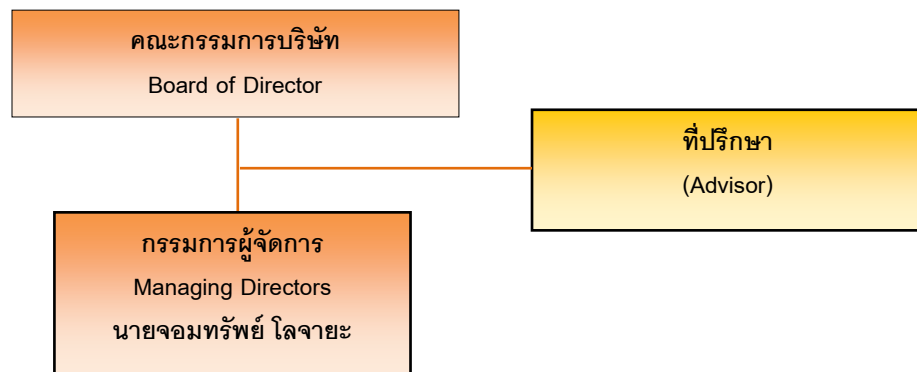 คณะกรรมการบริษัท
Board of Director
ที่ปรึกษา
(Advisor)
กรรมการผู้จัดการ
Managing Directors
นายจอมทรัพย์ โลจายะ